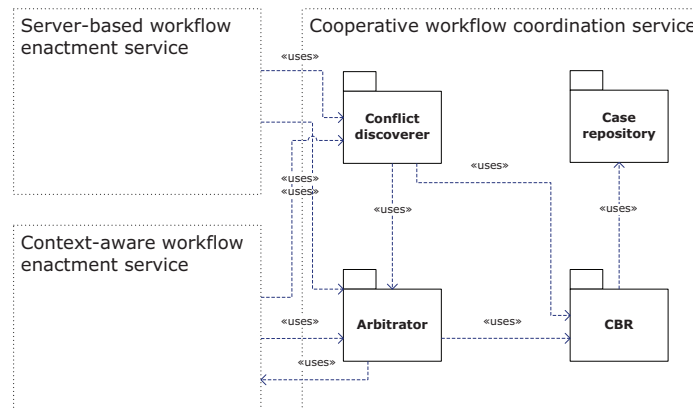 Server-based workflow
enactment service
Cooperative workflow coordination service
«uses»
Conflict
discoverer
Case
repository
«uses»
«uses»
«uses»
«uses»
«uses»
Context-aware workflow
enactment service
Arbitrator
CBR
«uses»
«uses»
«uses»